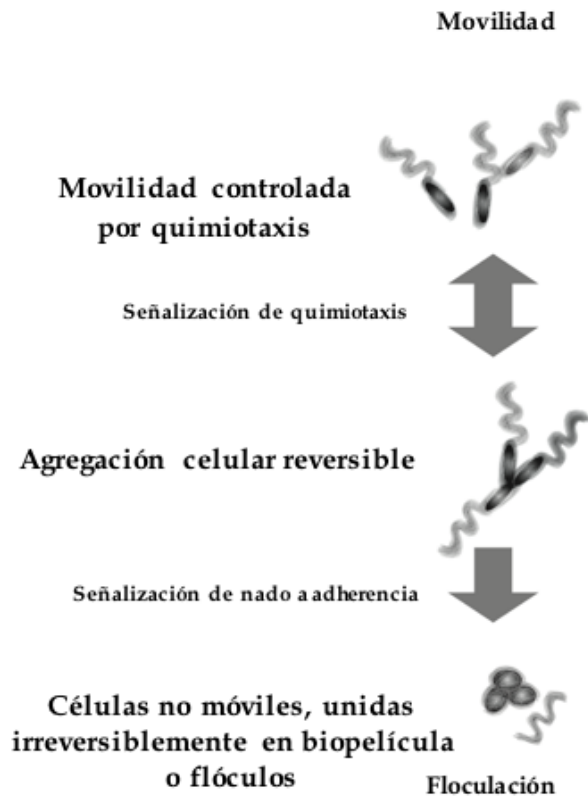 Movilidad
Movilidad controlada
por quimiotaxis
Señalización de quimiotaxis
Agregación celular reversible
Señalización de nado a adherencia
Células no móviles, unidas
irreversiblemente en biopelícula
o flóculos
Floculación